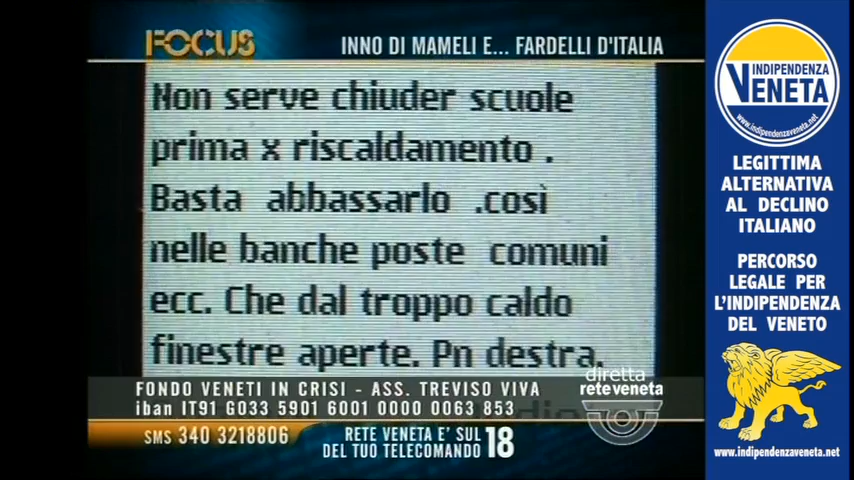 FOCUS
INNO DI MAMELI E... FARDELLI D'ITALIA
Non serve chiuder scuole
prima x riscaldamento .
Basta abbassarlo .così
nelle banche poste comuni
ecc. Che dal troppo caldo
finestre aperte. Pn destra.
diretta
reteveneta
FONDO VENETI IN CRISI - ASS. TREVISO VIVA
iban IT91 G033 5901 6001 0000 0063 853
SMS 340 3218806
RETE VENETA E' SUL
DEL TUO TELECOMANDO 18
INDIPENDENZA
VENETA
www.indipendenzaveneta.net
LEGITTIMA
ALTERNATIVA
AL DECLINO
ITALIANO
PERCORSO
LEGALE PER
L'INDIPENDENZA
DEL VENETO
www.indipendenzaveneta.net